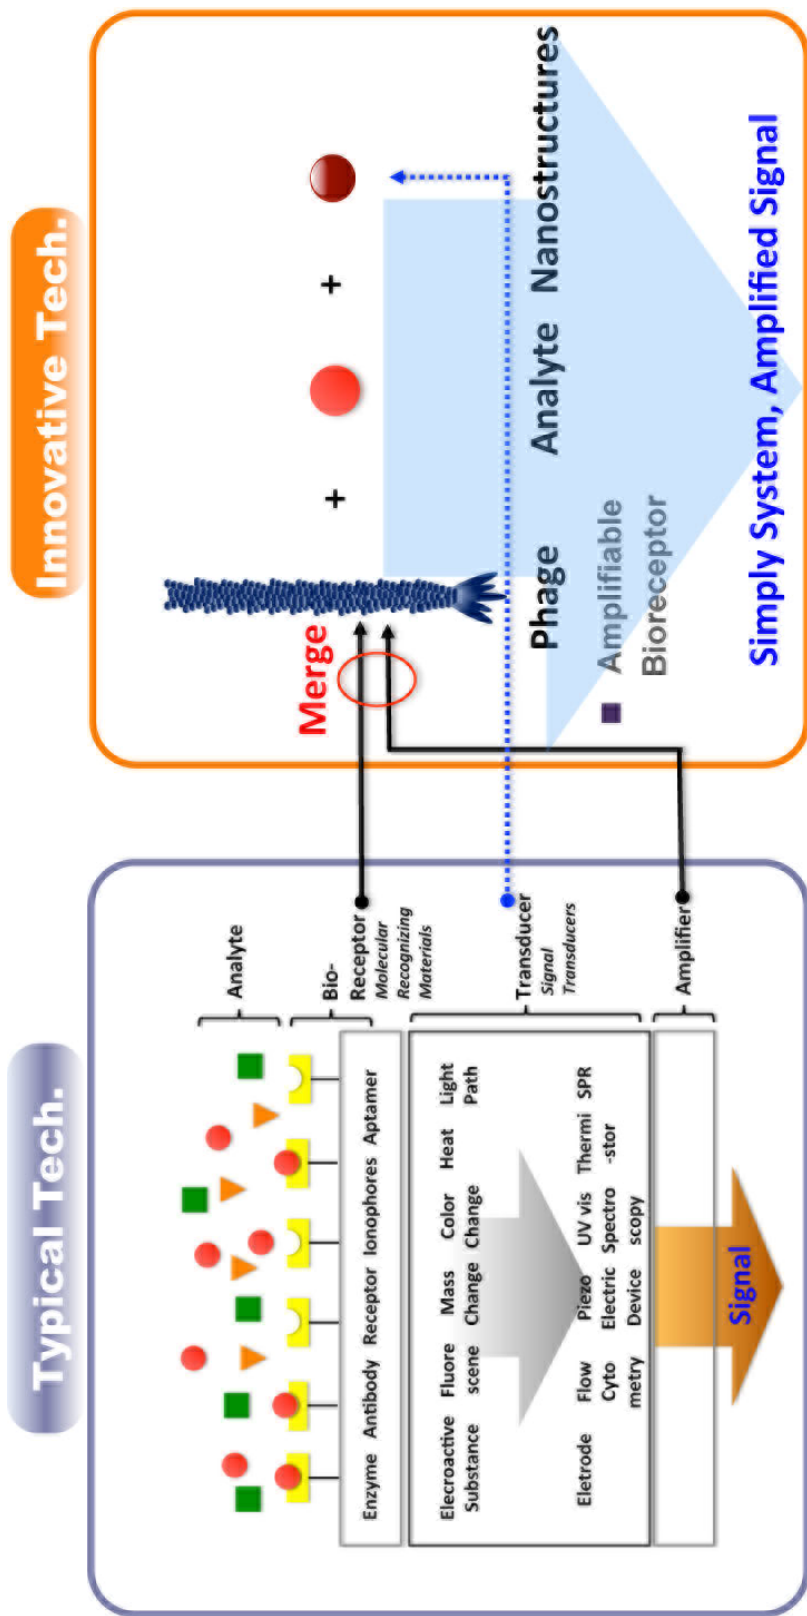 Typical Tech.
Analyte
Bio-
Receptor
Molecular
Recognizing
Materials
Enzyme Antibody Receptor Ionophores Aptamer
Elecroactive
Substance
Fluore
scene
Mass
Change
Color
Change
Heat
Light
Path
Transducer
Signal
Transducers
Eletrode
Flow
Cyto
metry
Piezo
Electric
Device
UV vis
Spectro
scopy
Thermi
-stor
SPR
Amplifier
Signal
Innovative Tech.
Merge
+
+
Phage Analyte Nanostructures
Amplifiable
Bioreceptor
Simply System, Amplified Signal